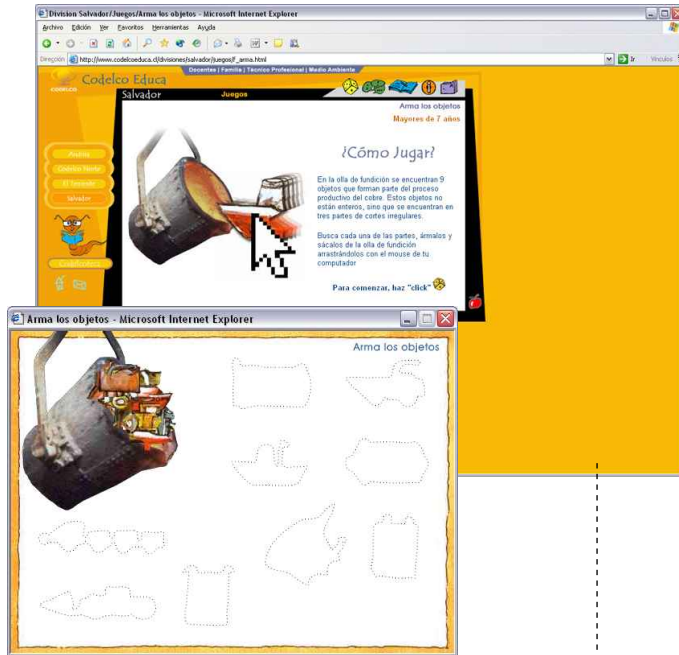 Division Salvador/Juegos/Arma los objetos - Microsoft Internet Explorer
Archivo Edición Ver Favoritos Herramientas Ayuda
Dirección http://www.codelcoeduca.cl/divisiones/salvador/juegos/f_arma.html Ir Vínculos
Docentes | Familia | Técnico Profesional | Medio Ambiente
CODELCO
Codelco Educa
Salvador Juegos
Arma los objetos
Mayores de 7 años
¿Cómo Jugar?
Andina
Codelco Norte
El Teniente
Salvador
En la olla de fundición se encuentran 9
objetos que forman parte del proceso
productivo del cobre. Estos objetos no
están enteros, sino que se encuentran en
tres partes de cortes irregulares.
Busca cada una de las partes, ármalos y
sácalos de la olla de fundición
arrastrándolos con el mouse de tu
computador
Para comenzar, haz "click"
Arma los objetos - Microsoft Internet Explorer
Arma los objetos